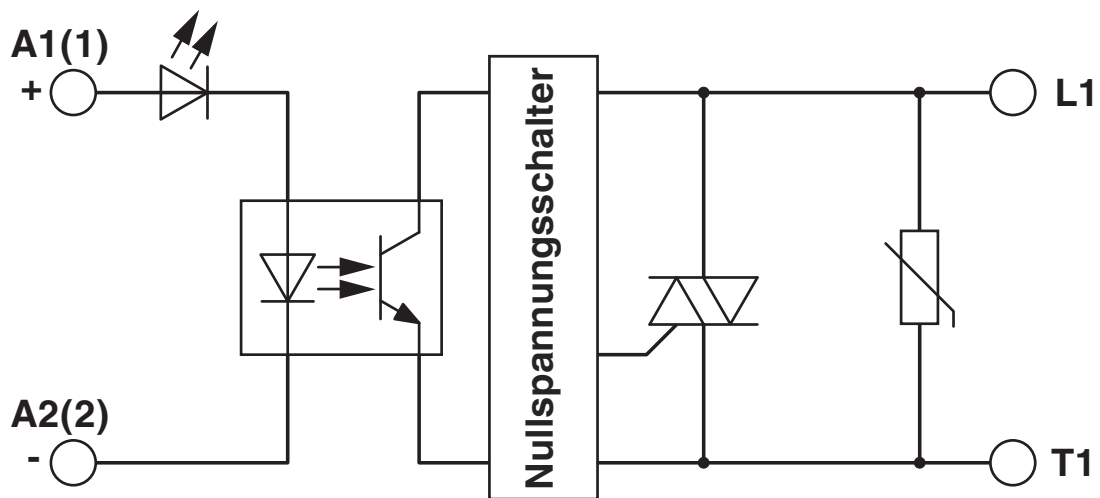 A1(1)
+
L1
Nullspannungsschalter
A2(2)
-
T1